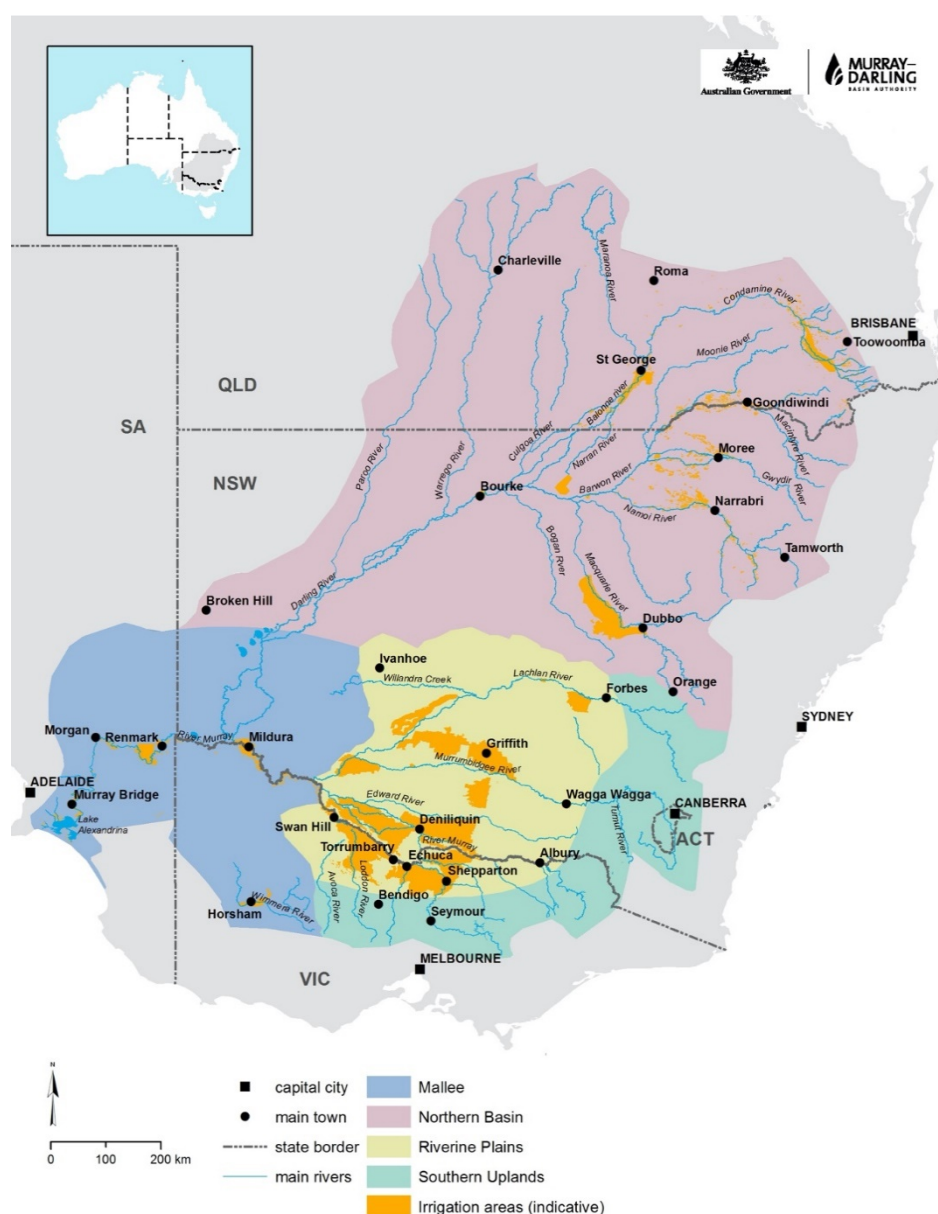 Australian Government
MURRAY–
DARLING
BASIN AUTHORITY
Charleville
Maranoa River
Roma
Condamine River
BRISBANE
Toowoomba
Moonie River
St George
QLD
Balonne river
Goondiwindi
SA
Culgoa River
Narran River
Macintyre River
Moree
Paroo River
Warrego River
NSW
Barwon River
Gwydir
River
Bourke
Narrabri
Namoi River
Bogan River
Tamworth
Macquarie River
Darling River
Broken Hill
Dubbo
Ivanhoe
Willandra Creek
Lachlan River
Forbes
Orange
SYDNEY
Morgan
Renmark
River Murray
Mildura
Griffith
Murrumbidgee River
ADELAIDE
Murray Bridge
Lake
Alexandrina
Edward River
Wagga Wagga
CANBERRA
Swan Hill
Deniliquin
Tumut River
ACT
River Murray
Torrumbarry
Echuca
Albury
Shepparton
Avoca River
Loddon River
Bendigo
Horsham
Wimmera River
Seymour
VIC
MELBOURNE
N
0 100 200 km
capital city
main town
state border
main rivers
Mallee
Northern Basin
Riverine Plains
Southern Uplands
Irrigation areas (indicative)